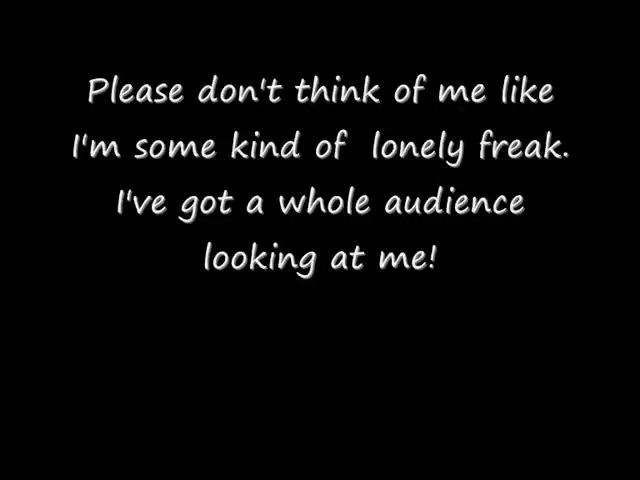 Please don't think of me like
I'm some kind of  lonely freak.
I've got a whole audience
looking at me!